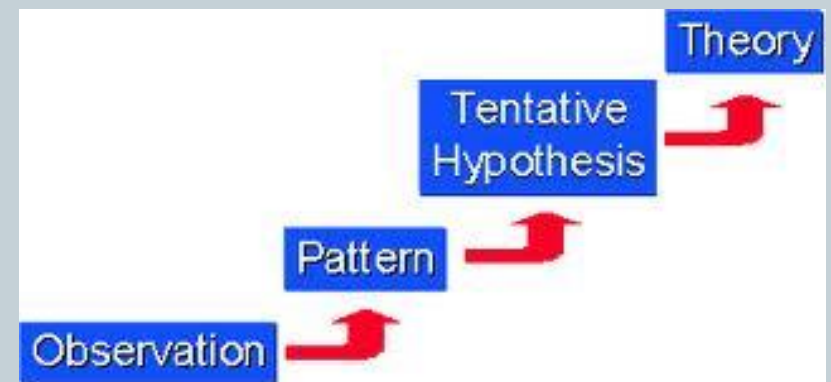 Theory
Tentative
Hypothesis
Pattern
Observation